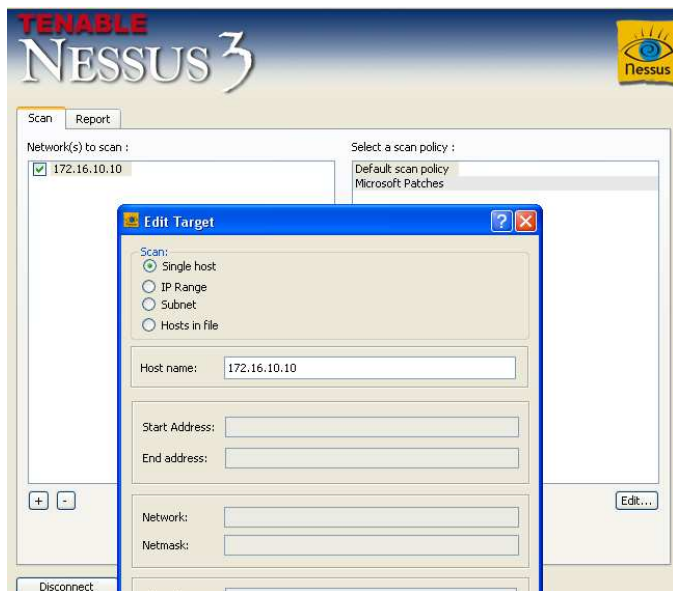 TENABLE
NESSUS 3
Nessus
Scan Report
Network(s) to scan : Select a scan policy :
172.16.10.10 Default scan policy
Microsoft Patches
Edit Target
Scan:
Single host
IP Range
Subnet
Hosts in file
Host name: 172.16.10.10
Start Address:
End address:
+ - Edit...
Network:
Netmask:
Disconnect